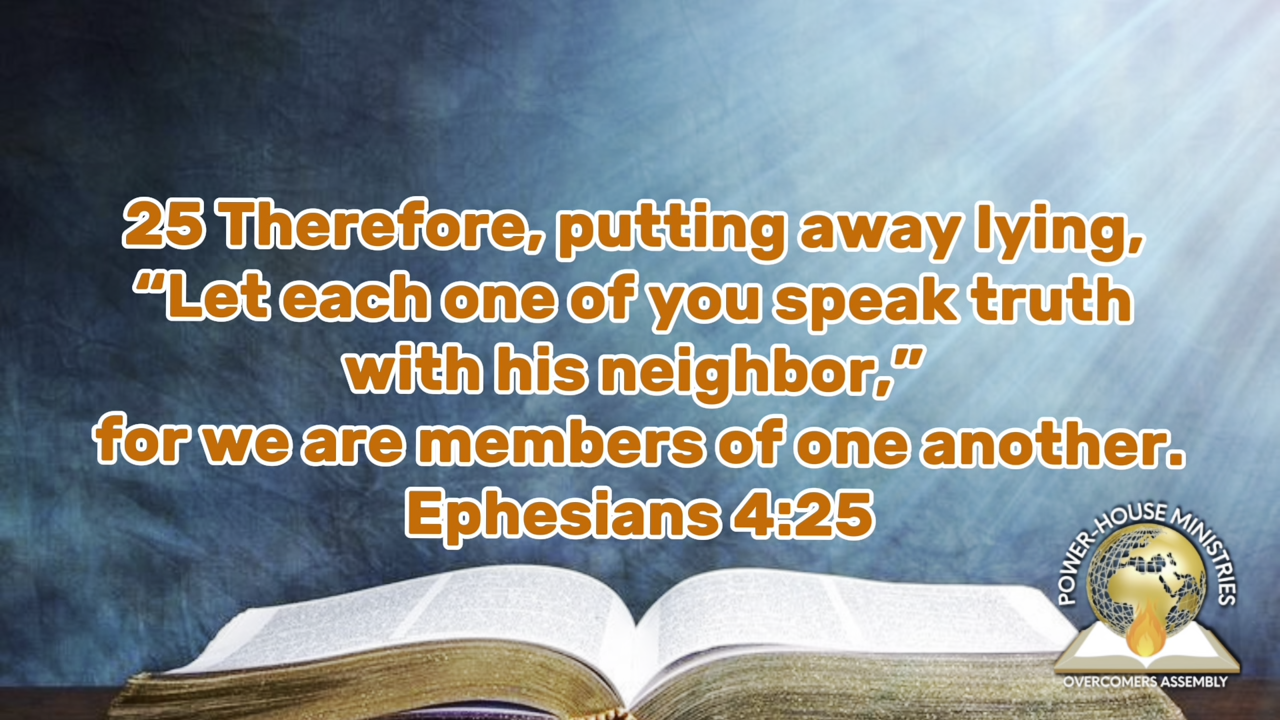 25 Therefore, putting away lying,
“Let each one of you speak truth
with his neighbor,”
for we are members of one another.
Ephesians 4:25
POWER-HOUSE MINISTRIES
OVERCOMERS ASSEMBLY